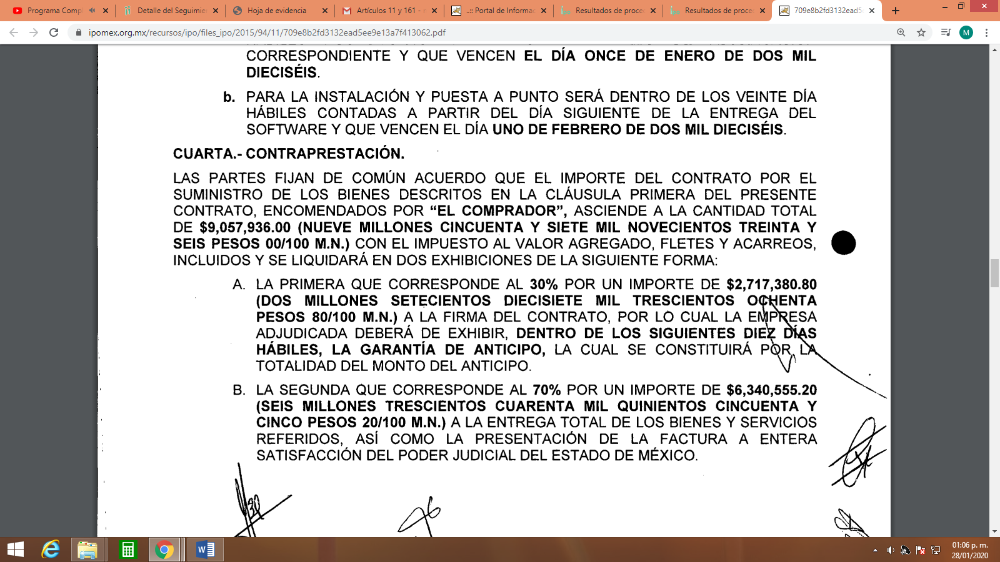 Programa Compl
Detalle del Seguimie
Hoja de evidencia
Artículos 11 y 161 -
..:: Portal de Informac
Resultados de proce
Resultados de proce
709e8b2fd3132ead5
ipomex.org.mx/recursos/ipo/files_ipo/2015/94/11/709e8b2fd3132ead5ee9e13a7f413062.pdf
M
CORRESPONDIENTE Y QUE VENCEN EL DÍA ONCE DE ENERO DE DOS MIL
DIECISÉIS.
b. PARA LA INSTALACIÓN Y PUESTA A PUNTO SERÁ DENTRO DE LOS VEINTE DÍA
HÁBILES CONTADAS A PARTIR DEL DÍA SIGUIENTE DE LA ENTREGA DEL
SOFTWARE Y QUE VENCEN EL DÍA UNO DE FEBRERO DE DOS MIL DIECISÉIS.
CUARTA.- CONTRAPRESTACIÓN.
LAS PARTES FIJAN DE COMÚN ACUERDO QUE EL IMPORTE DEL CONTRATO POR EL
SUMINISTRO DE LOS BIENES DESCRITOS EN LA CLÁUSULA PRIMERA DEL PRESENTE
CONTRATO, ENCOMENDADOS POR “EL COMPRADOR”, ASCIENDE A LA CANTIDAD TOTAL
DE $9,057,936.00 (NUEVE MILLONES CINCUENTA Y SIETE MIL NOVECIENTOS TREINTA Y
SEIS PESOS 00/100 M.N.) CON EL IMPUESTO AL VALOR AGREGADO, FLETES Y ACARREOS,
INCLUIDOS Y SE LIQUIDARÁ EN DOS EXHIBICIONES DE LA SIGUIENTE FORMA:
A. LA PRIMERA QUE CORRESPONDE AL 30% POR UN IMPORTE DE $2,717,380.80
(DOS MILLONES SETECIENTOS DIECISIETE MIL TRESCIENTOS OCHENTA
PESOS 80/100 M.N.) A LA FIRMA DEL CONTRATO, POR LO CUAL LA EMPRESA
ADJUDICADA DEBERÁ DE EXHIBIR, DENTRO DE LOS SIGUIENTES DIEZ DÍAS
HÁBILES, LA GARANTÍA DE ANTICIPO, LA CUAL SE CONSTITUIRÁ POR LA
TOTALIDAD DEL MONTO DEL ANTICIPO.
B. LA SEGUNDA QUE CORRESPONDE AL 70% POR UN IMPORTE DE $6,340,555.20
(SEIS MILLONES TRESCIENTOS CUARENTA MIL QUINIENTOS CINCUENTA Y
CINCO PESOS 20/100 M.N.) A LA ENTREGA TOTAL DE LOS BIENES Y SERVICIOS
REFERIDOS, ASÍ COMO LA PRESENTACIÓN DE LA FACTURA A ENTERA
SATISFACCIÓN DEL PODER JUDICIAL DEL ESTADO DE MÉXICO.
01:06 p. m.
28/01/2020